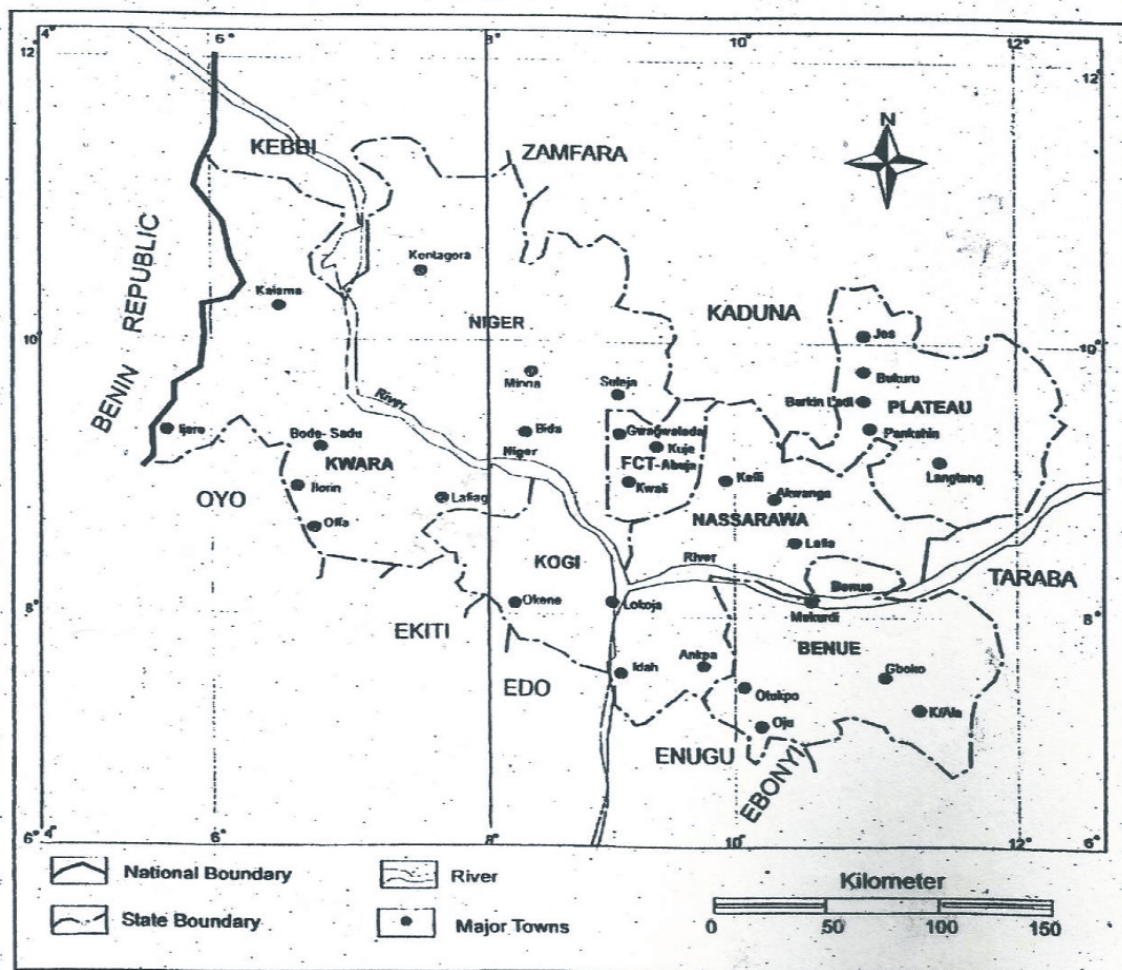 4°
6°
8°
10°
12°
12°
12°
N
KEBBI
ZAMFARA
BENIN REPUBLIC
Kontagora
Kaiama
NIGER
KADUNA
10°
10°
Jos
Minna
Suleja
Bukuru
Barkin Ladi
PLATEAU
River
Bida
Gwagwalada
Pankshin
Bode-Sadu
Niger
Kuje
KWARA
FCT-Abuja
Langtang
Ilorin
Kwali
Keffi
OYO
Lafiag
Akwanga
NASSARAWA
Offa
Lafia
KOGI
River
Benue
TARABA
Okene
Lokoja
Makurdi
8°
8°
EKITI
BENUE
Idah
Ankpa
Gboko
EDO
Otukpo
K/Ala
Oju
ENUGU
EBONYI
6°
4°
6°
8°
10°
12°
6°
National Boundary
River
State Boundary
Major Towns
Kilometer
0 50 100 150